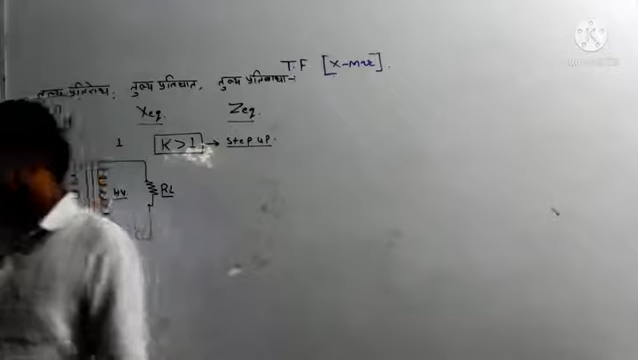 T.F [X-mer].
तुल्य प्रतिरोध, तुल्य प्रतिघात, तुल्य प्रतिबाधा :-
Xeq. Zeq.
1 K > 1 → Step up.
HV. RL